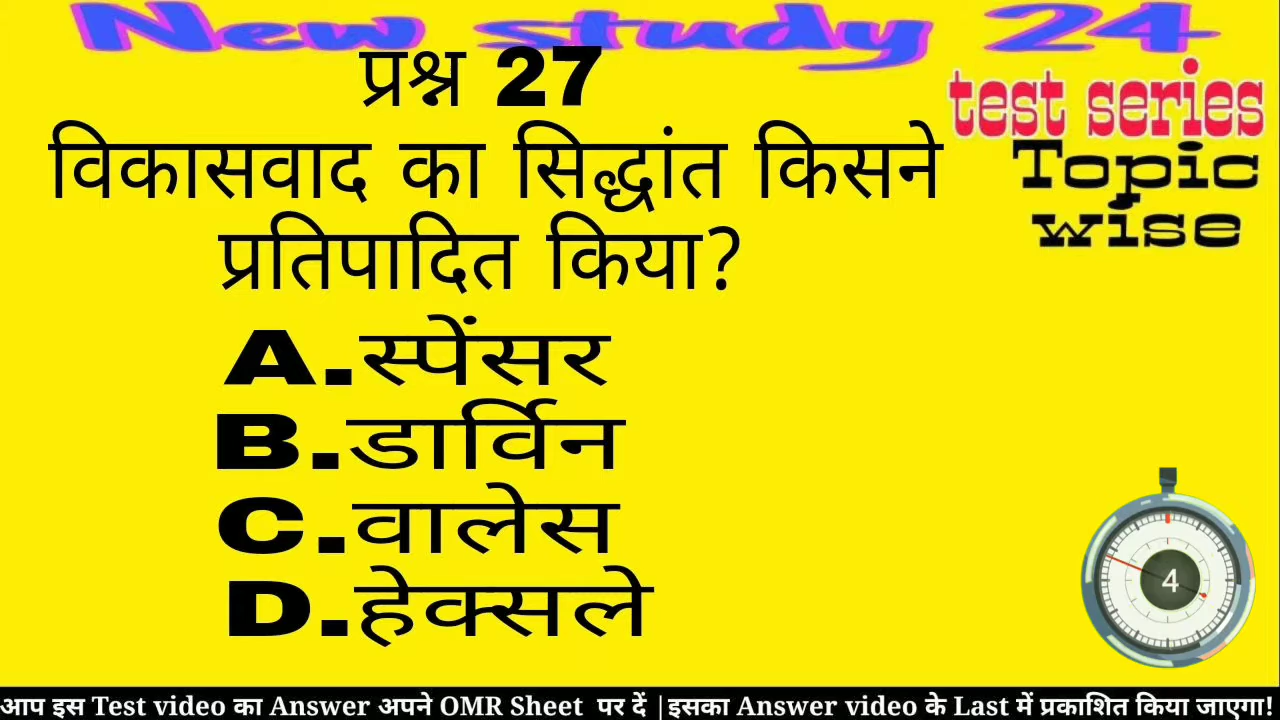 New study 24
प्रश्न 27
test series
Topic
wise
विकासवाद का सिद्धांत किसने
प्रतिपादित किया?
A.स्पेंसर
B.डार्विन
C.वालेस
D.हेक्सले
4
आप इस Test video का Answer अपने OMR Sheet पर दें |इसका Answer video के Last में प्रकाशित किया जाएगा!